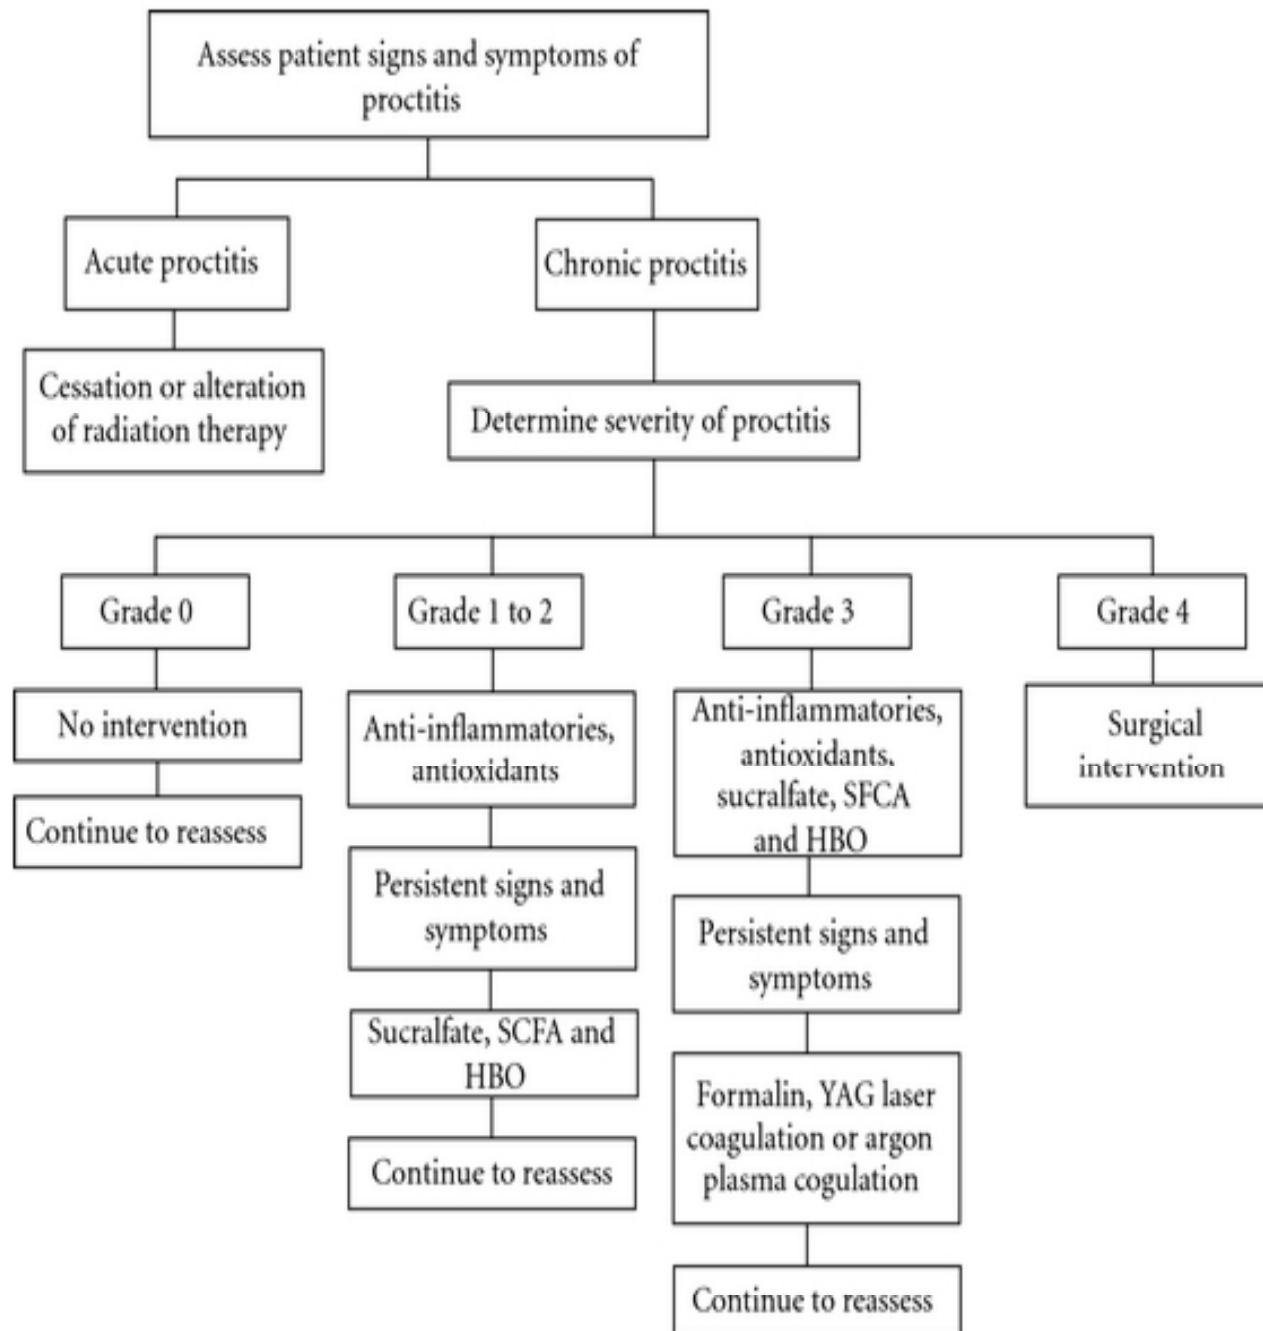 Assess patient signs and symptoms of
proctitis
Acute proctitis
Chronic proctitis
Cessation or alteration
of radiation therapy
Determine severity of proctitis
Grade 0
Grade 1 to 2
Grade 3
Grade 4
No intervention
Continue to reassess
Anti-inflammatories,
antioxidants
Persistent signs and
symptoms
Sucralfate, SCFA and
HBO
Continue to reassess
Anti-inflammatories,
antioxidants,
sucralfate, SFCA
and HBO
Persistent signs and
symptoms
Formalin, YAG laser
coagulation or argon
plasma cogulation
Continue to reassess
Surgical
intervention